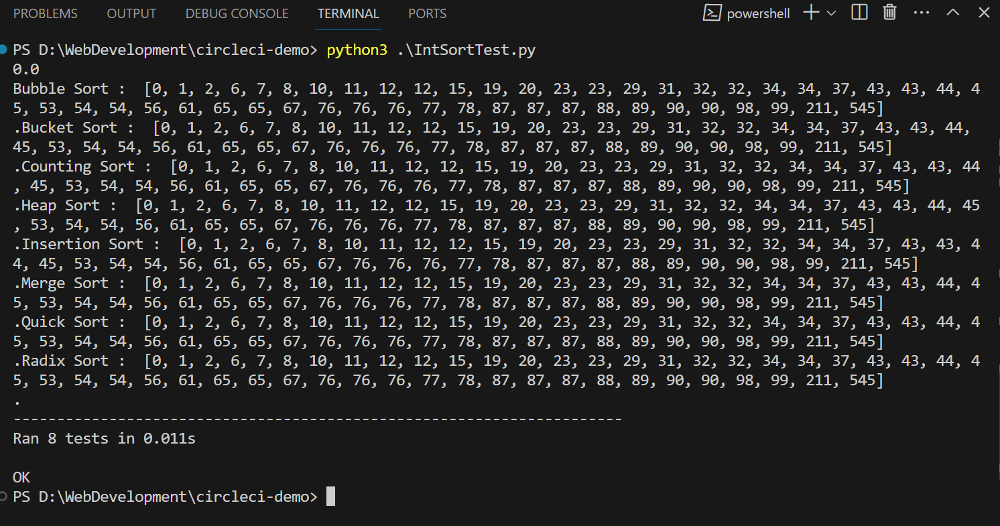 PROBLEMS OUTPUT DEBUG CONSOLE TERMINAL PORTS powershell
PS D:\WebDevelopment\circleci-demo> python3 .\IntSortTest.py
0.0
Bubble Sort :  [0, 1, 2, 6, 7, 8, 10, 11, 12, 12, 15, 19, 20, 23, 23, 29, 31, 32, 32, 34, 34, 37, 43, 43, 44, 4
5, 53, 54, 54, 56, 61, 65, 65, 67, 76, 76, 76, 77, 78, 87, 87, 87, 88, 89, 90, 90, 98, 99, 211, 545]
.Bucket Sort :  [0, 1, 2, 6, 7, 8, 10, 11, 12, 12, 15, 19, 20, 23, 23, 29, 31, 32, 32, 34, 34, 37, 43, 43, 44,
45, 53, 54, 54, 56, 61, 65, 65, 67, 76, 76, 76, 77, 78, 87, 87, 87, 88, 89, 90, 90, 98, 99, 211, 545]
.Counting Sort :  [0, 1, 2, 6, 7, 8, 10, 11, 12, 12, 15, 19, 20, 23, 23, 29, 31, 32, 32, 34, 34, 37, 43, 43, 44
, 45, 53, 54, 54, 56, 61, 65, 65, 67, 76, 76, 76, 77, 78, 87, 87, 87, 88, 89, 90, 90, 98, 99, 211, 545]
.Heap Sort :  [0, 1, 2, 6, 7, 8, 10, 11, 12, 12, 15, 19, 20, 23, 23, 29, 31, 32, 32, 34, 34, 37, 43, 43, 44, 45
, 53, 54, 54, 56, 61, 65, 65, 67, 76, 76, 76, 77, 78, 87, 87, 87, 88, 89, 90, 90, 98, 99, 211, 545]
.Insertion Sort :  [0, 1, 2, 6, 7, 8, 10, 11, 12, 12, 15, 19, 20, 23, 23, 29, 31, 32, 32, 34, 34, 37, 43, 43, 4
4, 45, 53, 54, 54, 56, 61, 65, 65, 67, 76, 76, 76, 77, 78, 87, 87, 87, 88, 89, 90, 90, 98, 99, 211, 545]
.Merge Sort :  [0, 1, 2, 6, 7, 8, 10, 11, 12, 12, 15, 19, 20, 23, 23, 29, 31, 32, 32, 34, 34, 37, 43, 43, 44, 4
5, 53, 54, 54, 56, 61, 65, 65, 67, 76, 76, 76, 77, 78, 87, 87, 87, 88, 89, 90, 90, 98, 99, 211, 545]
.Quick Sort :  [0, 1, 2, 6, 7, 8, 10, 11, 12, 12, 15, 19, 20, 23, 23, 29, 31, 32, 32, 34, 34, 37, 43, 43, 44, 4
5, 53, 54, 54, 56, 61, 65, 65, 67, 76, 76, 76, 77, 78, 87, 87, 87, 88, 89, 90, 90, 98, 99, 211, 545]
.Radix Sort :  [0, 1, 2, 6, 7, 8, 10, 11, 12, 12, 15, 19, 20, 23, 23, 29, 31, 32, 32, 34, 34, 37, 43, 43, 44, 4
5, 53, 54, 54, 56, 61, 65, 65, 67, 76, 76, 76, 77, 78, 87, 87, 87, 88, 89, 90, 90, 98, 99, 211, 545]
.
----------------------------------------------------------------------
Ran 8 tests in 0.011s
OK
PS D:\WebDevelopment\circleci-demo>